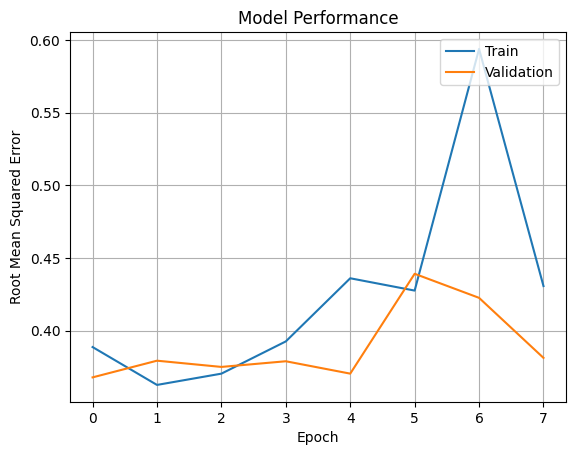 Model Performance
Train
Validation
Root Mean Squared Error
0.60
0.55
0.50
0.45
0.40
0 1 2 3 4 5 6 7
Epoch